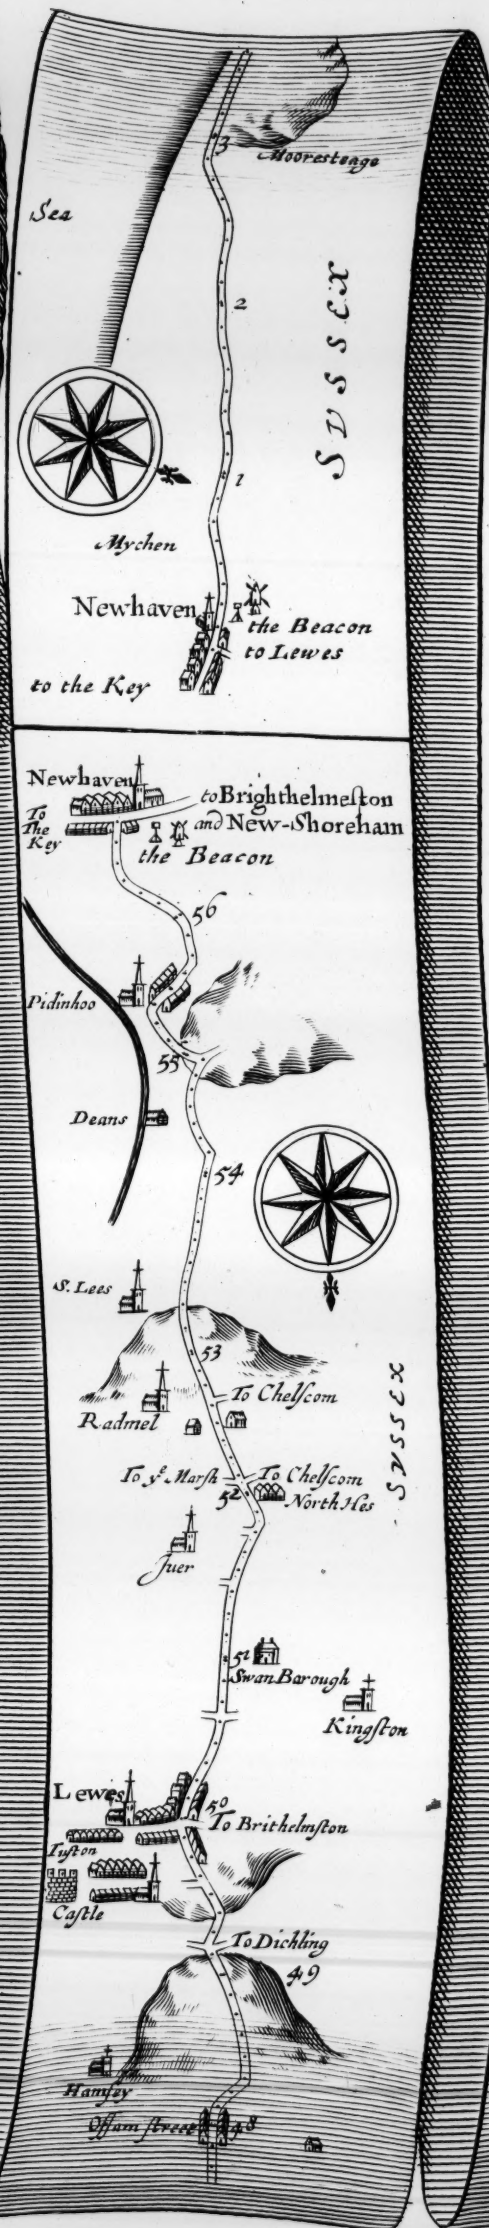 3
Mooresteage
Sea
2
SVSSEX
1
Mychen
Newhaven
the Beacon
to Lewes
to the Key
Newhaven
to Brighthelmeston
and New-Shoreham
To
The
Key
the Beacon
56
Pidinhoo
55
Deans
54
S. Lees
53
To Chelscom
Radmel
To yᵉ Marsh
To Chelscom
52
North Hes
Juer
SVSSEX
51
Swan Barough
Kingston
Lewes
50
To Brithelmston
Castle
To Dichling
49
Hamsey
Offam street
48